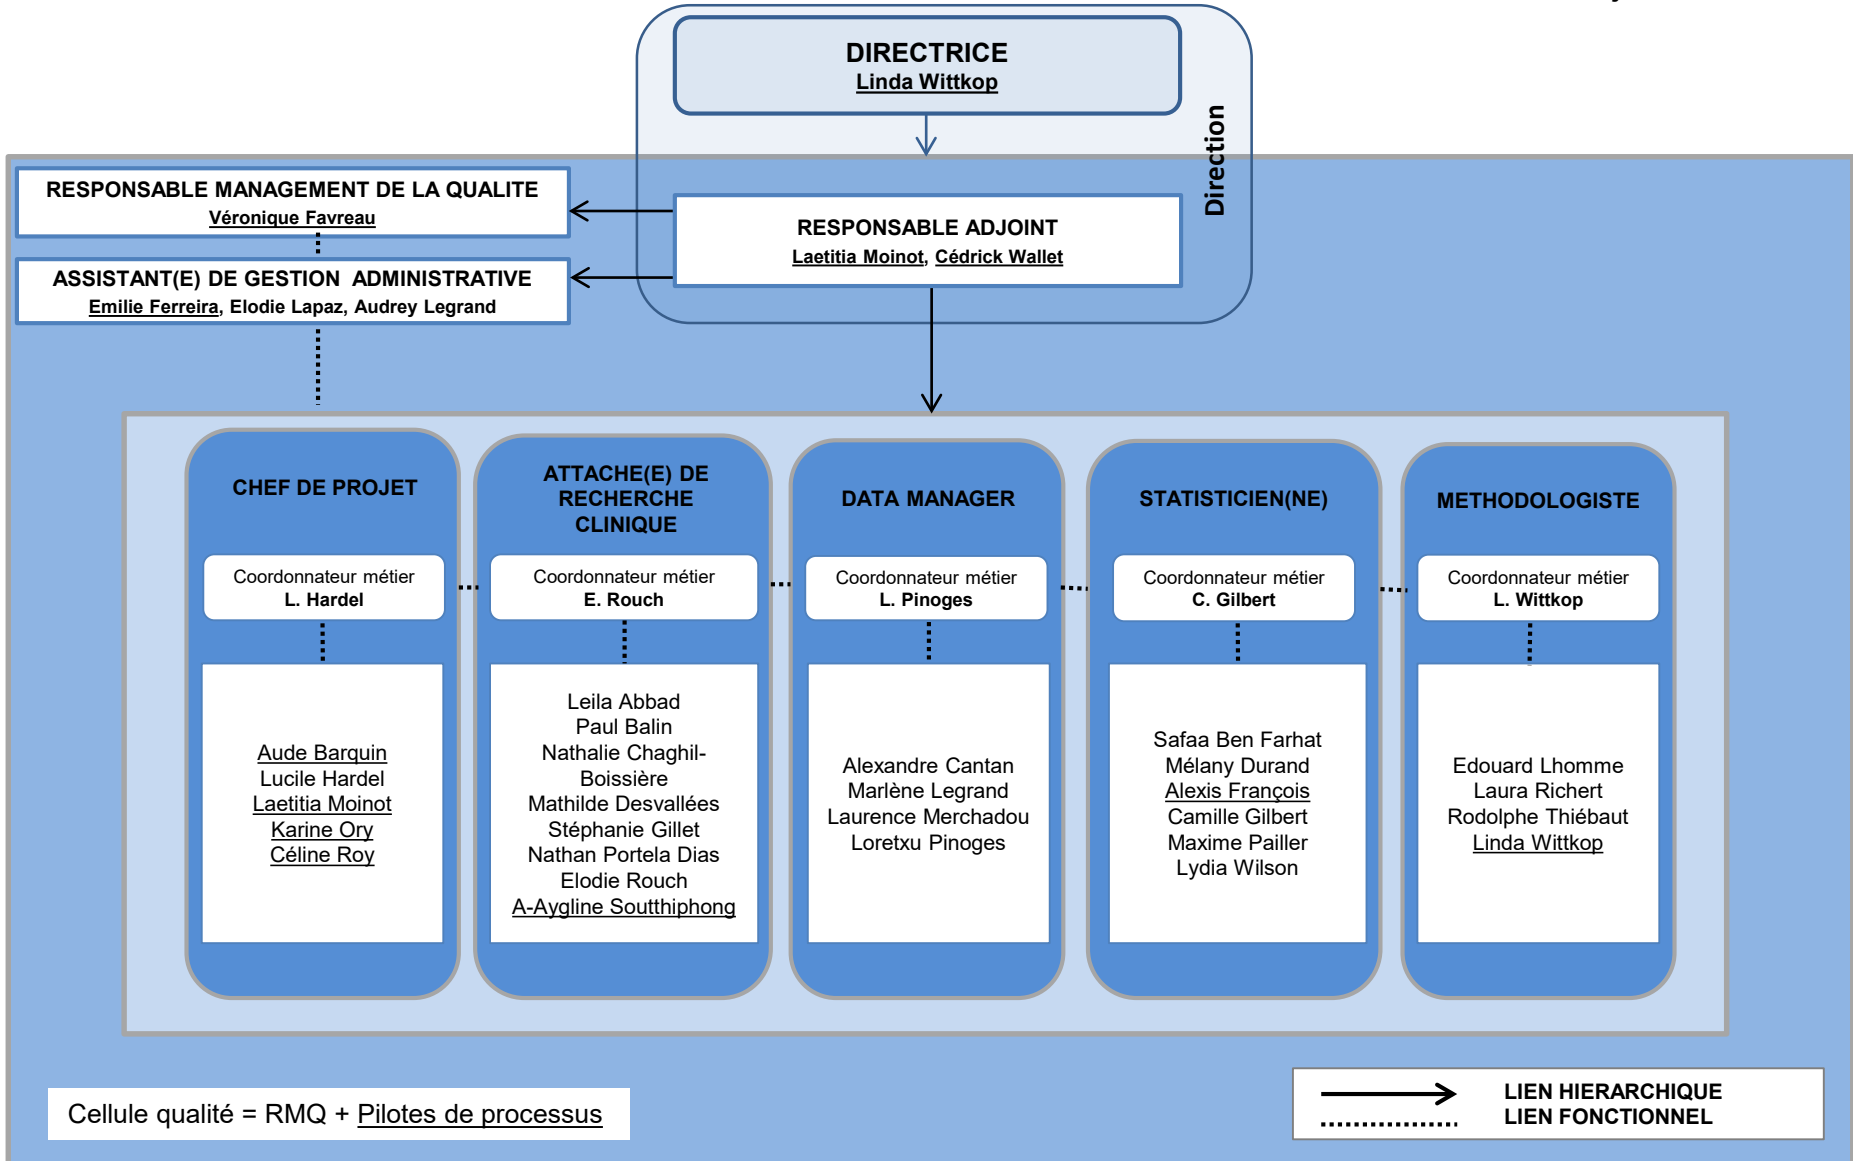 DIRECTRICE
Linda Wittkop
Direction
RESPONSABLE MANAGEMENT DE LA QUALITE
Véronique Favreau
RESPONSABLE ADJOINT
Laetitia Moinot, Cédrick Wallet
ASSISTANT(E) DE GESTION ADMINISTRATIVE
Emilie Ferreira, Elodie Lapaz, Audrey Legrand
CHEF DE PROJET
Coordonnateur métier
L. Hardel
Aude Barquin
Lucile Hardel
Laetitia Moinot
Karine Ory
Céline Roy
ATTACHE(E) DE
RECHERCHE
CLINIQUE
Coordonnateur métier
E. Rouch
Leila Abbad
Paul Balin
Nathalie Chaghil-
Boissière
Mathilde Desvallées
Stéphanie Gillet
Nathan Portela Dias
Elodie Rouch
A-Aygline Soutthiphong
DATA MANAGER
Coordonnateur métier
L. Pinoges
Alexandre Cantan
Marlène Legrand
Laurence Merchadou
Loretxu Pinoges
STATISTICIEN(NE)
Coordonnateur métier
C. Gilbert
Safaa Ben Farhat
Mélany Durand
Alexis François
Camille Gilbert
Maxime Pailler
Lydia Wilson
METHODOLOGISTE
Coordonnateur métier
L. Wittkop
Edouard Lhomme
Laura Richert
Rodolphe Thiébaut
Linda Wittkop
Cellule qualité = RMQ + Pilotes de processus
LIEN HIERARCHIQUE
LIEN FONCTIONNEL